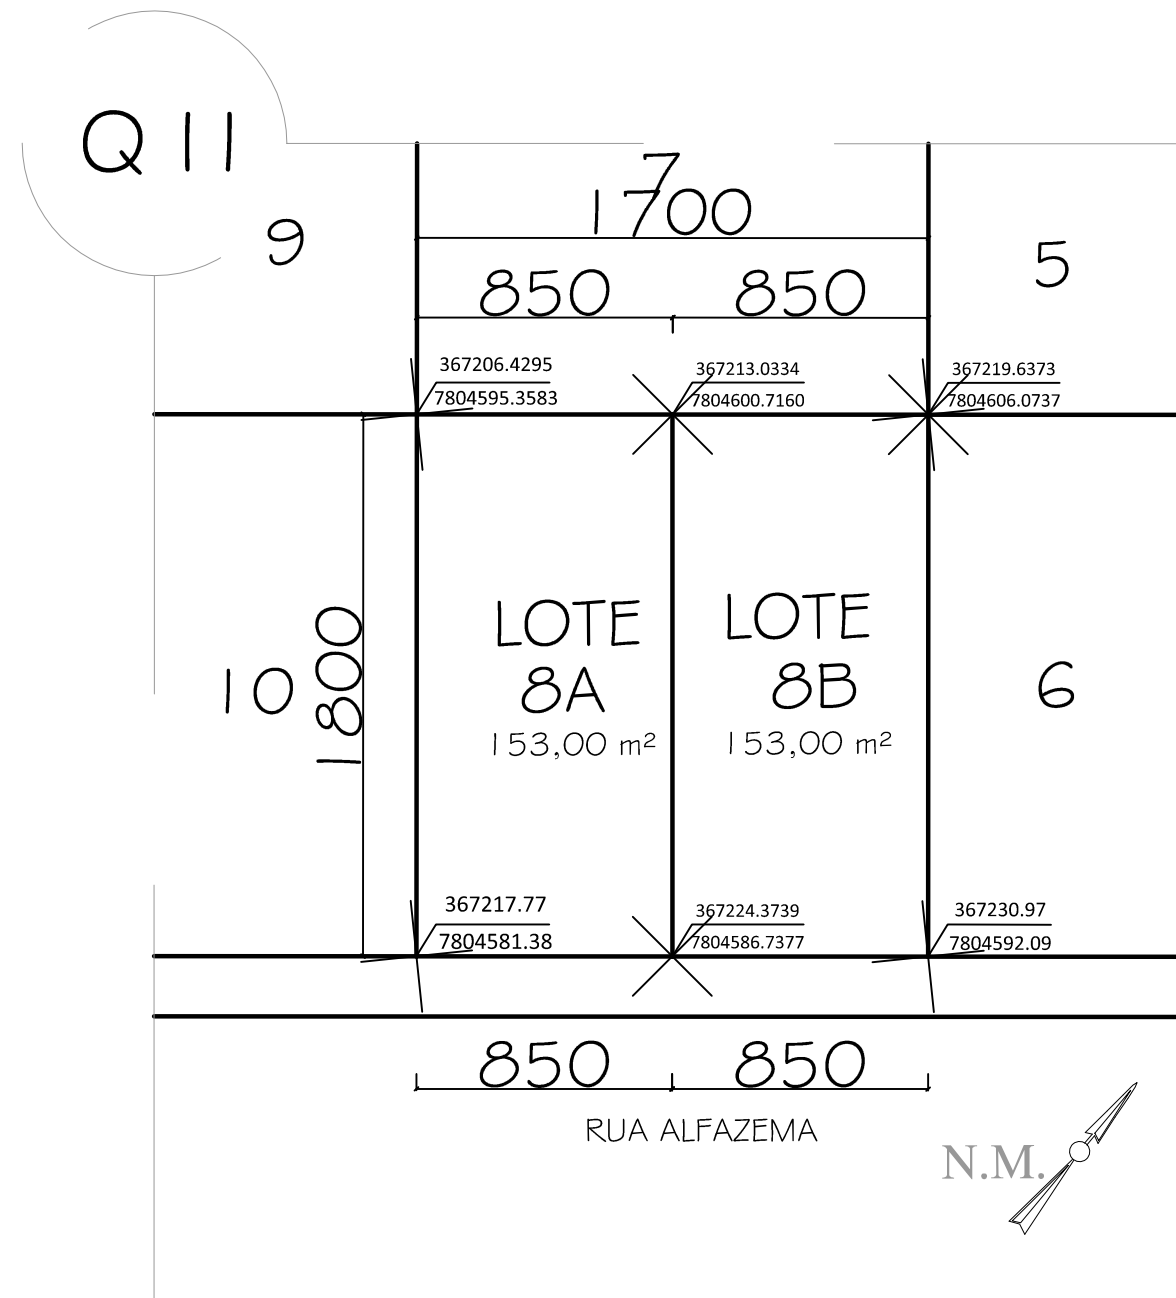 Q 11
7
1700
9
5
850 850
367206.4295
7804595.3583
367213.0334
7804600.7160
367219.6373
7804606.0737
1800
10
LOTE
8A
153,00 m²
LOTE
8B
153,00 m²
6
367217.77
7804581.38
367224.3739
7804586.7377
367230.97
7804592.09
850 850
RUA ALFAZEMA
N.M.